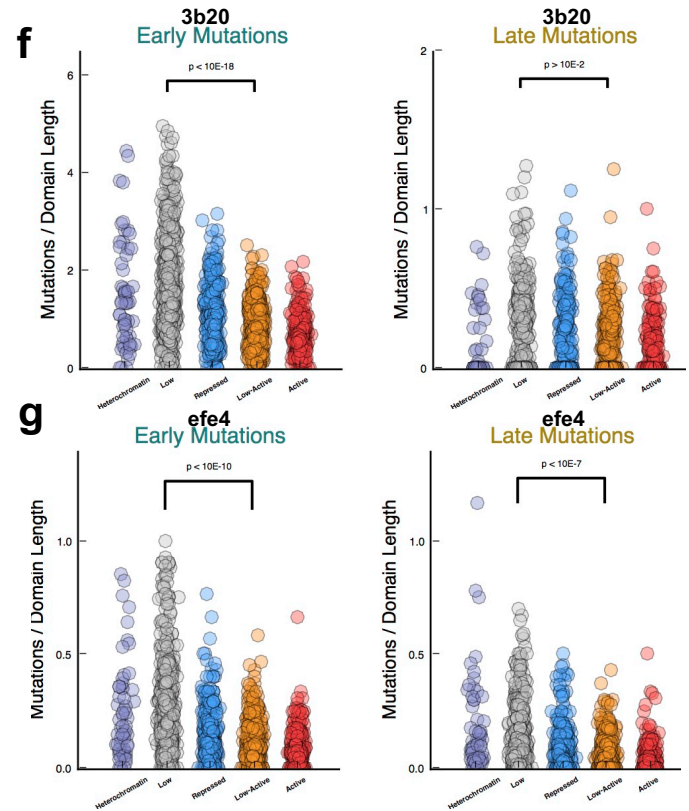 f
3b20
Early Mutations
p < 10E-18
Mutations / Domain Length
6
4
2
0
Heterochromatin
Low
Repressed
Low-Active
Active
3b20
Late Mutations
p > 10E-2
Mutations / Domain Length
2
1
0
Heterochromatin
Low
Repressed
Low-Active
Active
g
efe4
Early Mutations
p < 10E-10
Mutations / Domain Length
1.0
0.5
0.0
Heterochromatin
Low
Repressed
Low-Active
Active
efe4
Late Mutations
p < 10E-7
Mutations / Domain Length
1.0
0.5
0.0
Heterochromatin
Low
Repressed
Low-Active
Active